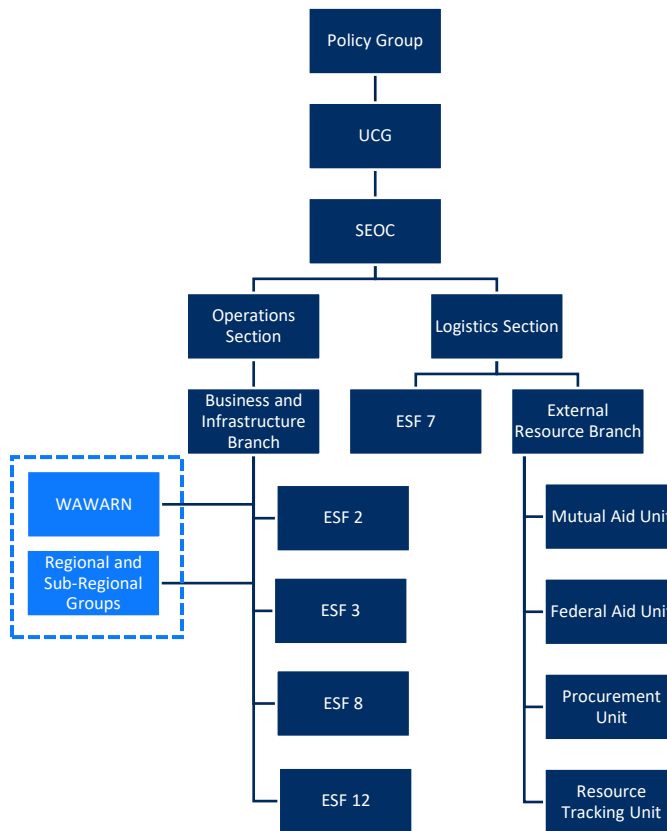 Policy Group
UCG
SEOC
Operations
Section
Logistics Section
Business and
Infrastructure
Branch
ESF 7
External
Resource Branch
WAWARN
Regional and
Sub-Regional
Groups
ESF 2
ESF 3
ESF 8
ESF 12
Mutual Aid Unit
Federal Aid Unit
Procurement
Unit
Resource
Tracking Unit